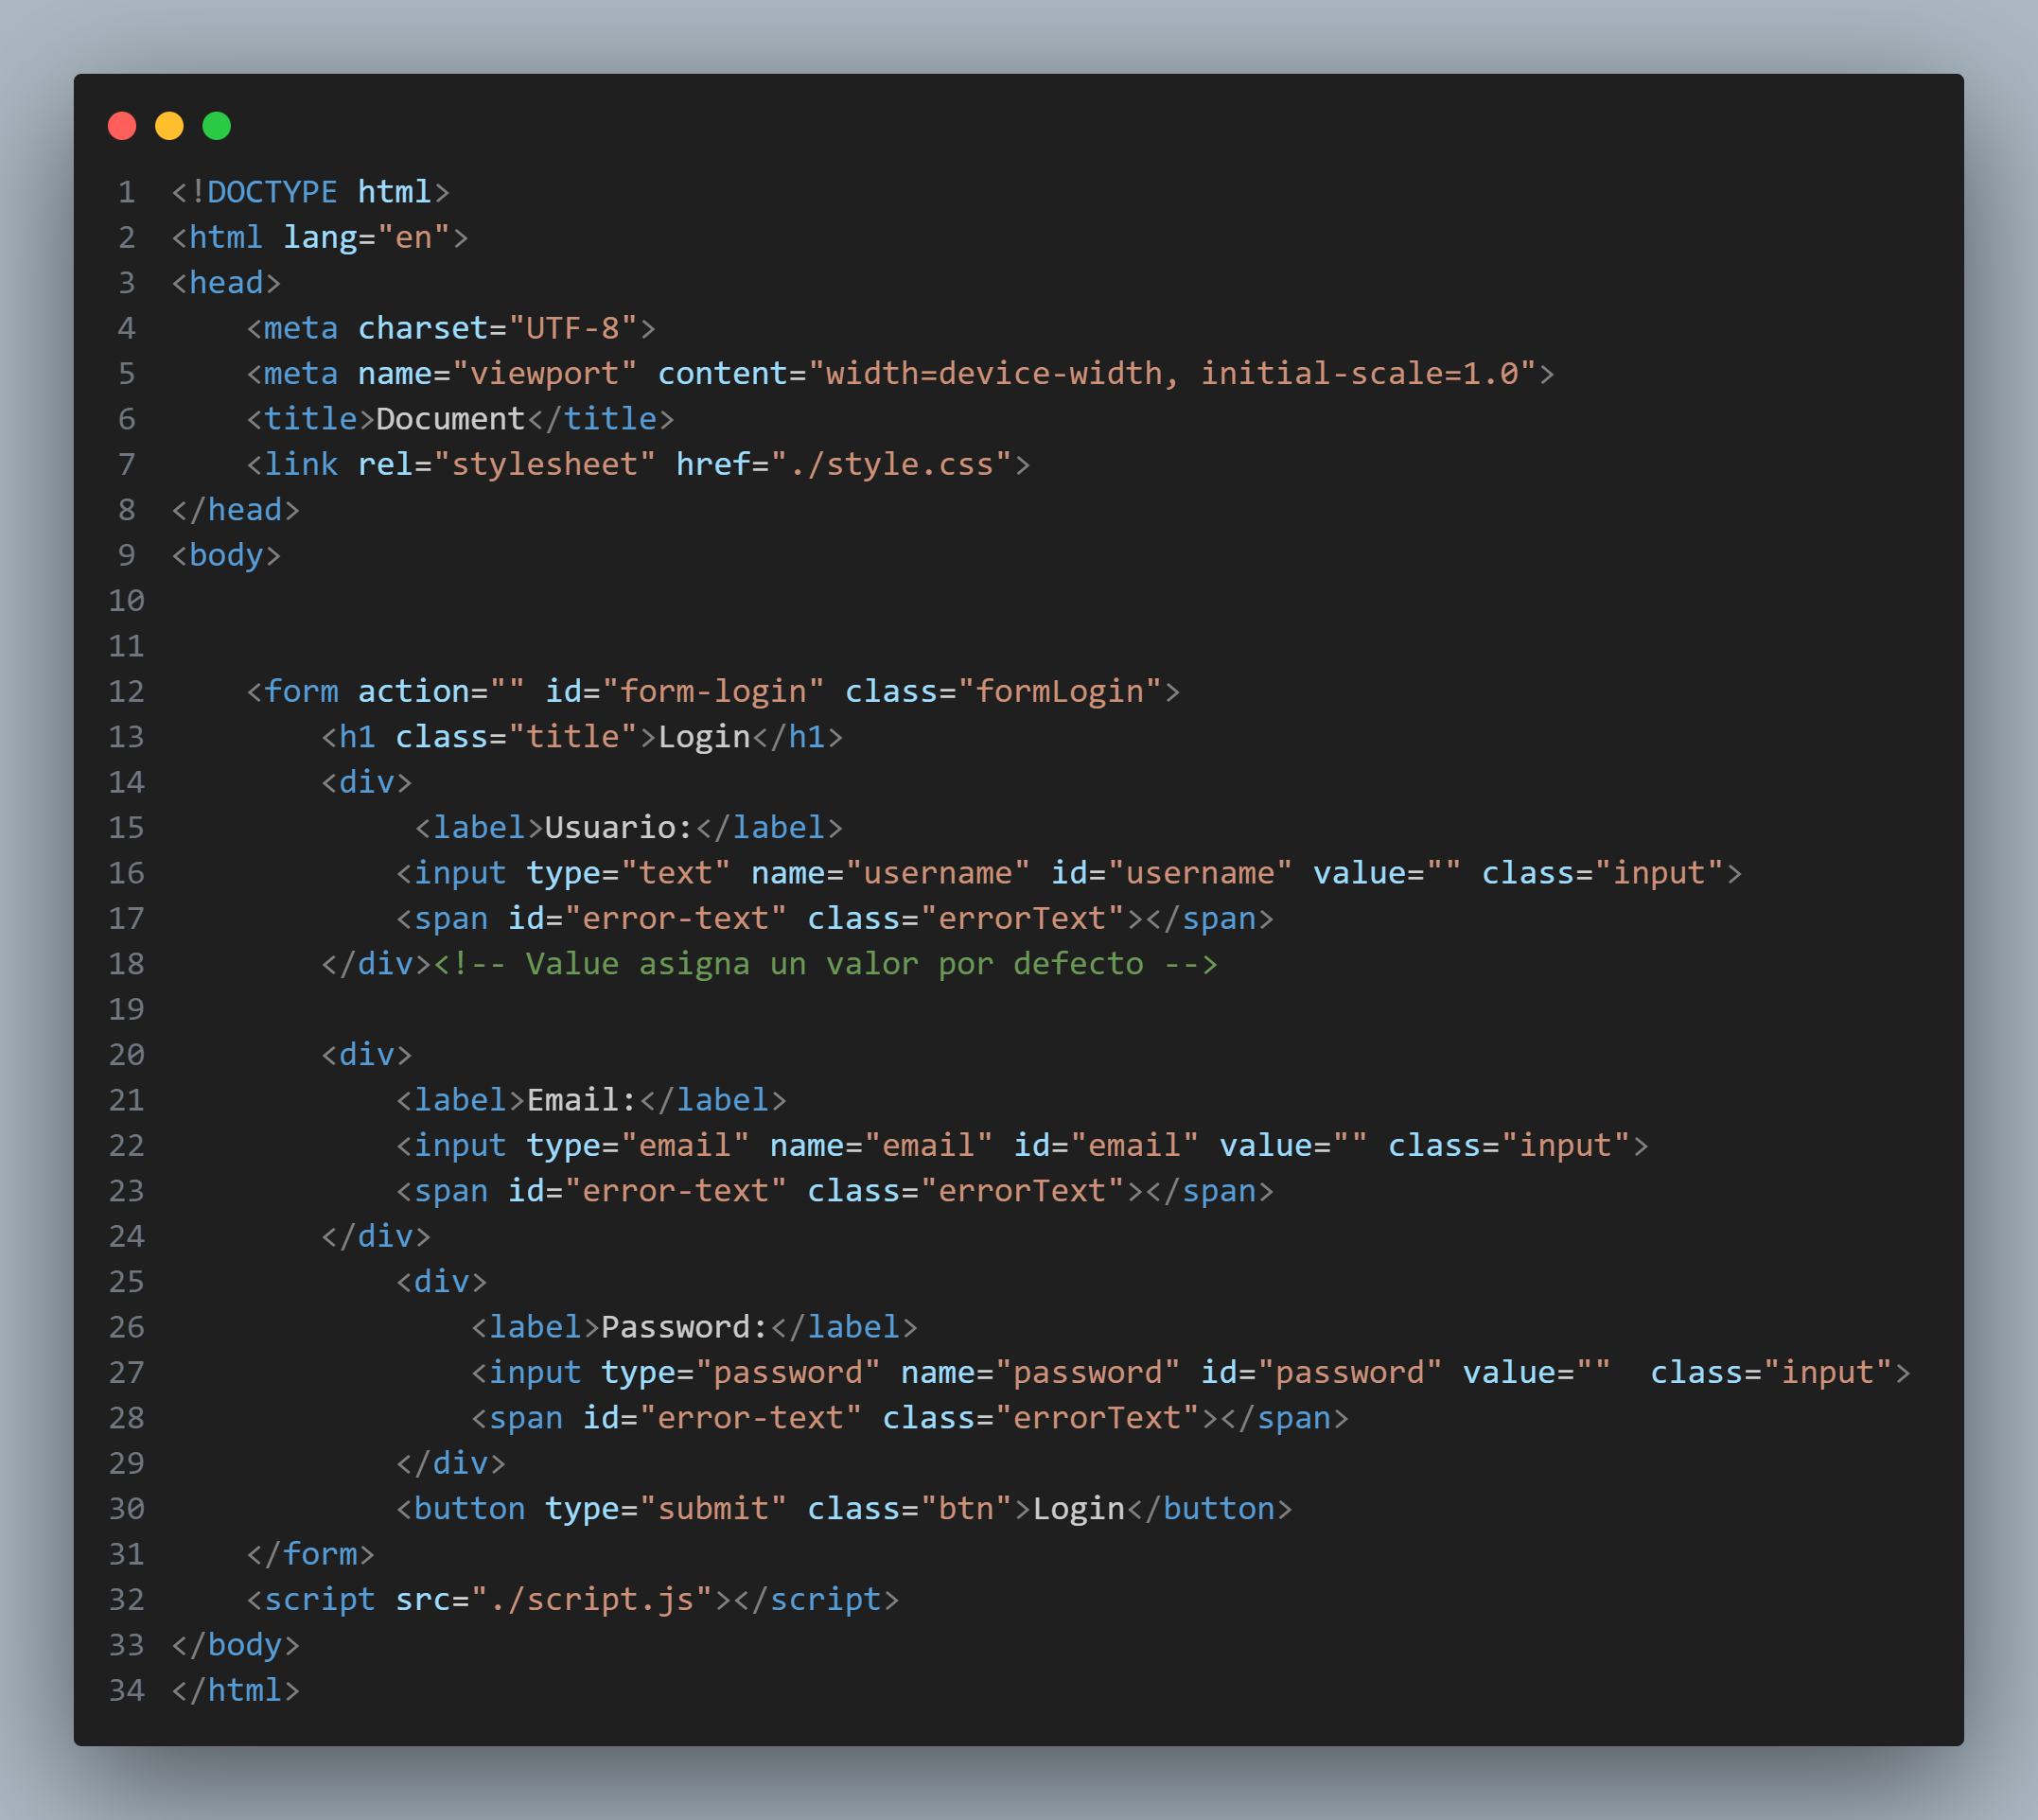 1 <!DOCTYPE html>
2 <html lang="en">
3 <head>
4     <meta charset="UTF-8">
5     <meta name="viewport" content="width=device-width, initial-scale=1.0">
6     <title>Document</title>
7     <link rel="stylesheet" href="./style.css">
8 </head>
9 <body>
10
11
12     <form action="" id="form-login" class="formLogin">
13         <h1 class="title">Login</h1>
14         <div>
15              <label>Usuario:</label>
16             <input type="text" name="username" id="username" value="" class="input">
17             <span id="error-text" class="errorText"></span>
18         </div><!-- Value asigna un valor por defecto -->
19
20         <div>
21             <label>Email:</label>
22             <input type="email" name="email" id="email" value="" class="input">
23             <span id="error-text" class="errorText"></span>
24         </div>
25             <div>
26                 <label>Password:</label>
27                 <input type="password" name="password" id="password" value=""  class="input">
28                 <span id="error-text" class="errorText"></span>
29             </div>
30             <button type="submit" class="btn">Login</button>
31     </form>
32     <script src="./script.js"></script>
33 </body>
34 </html>